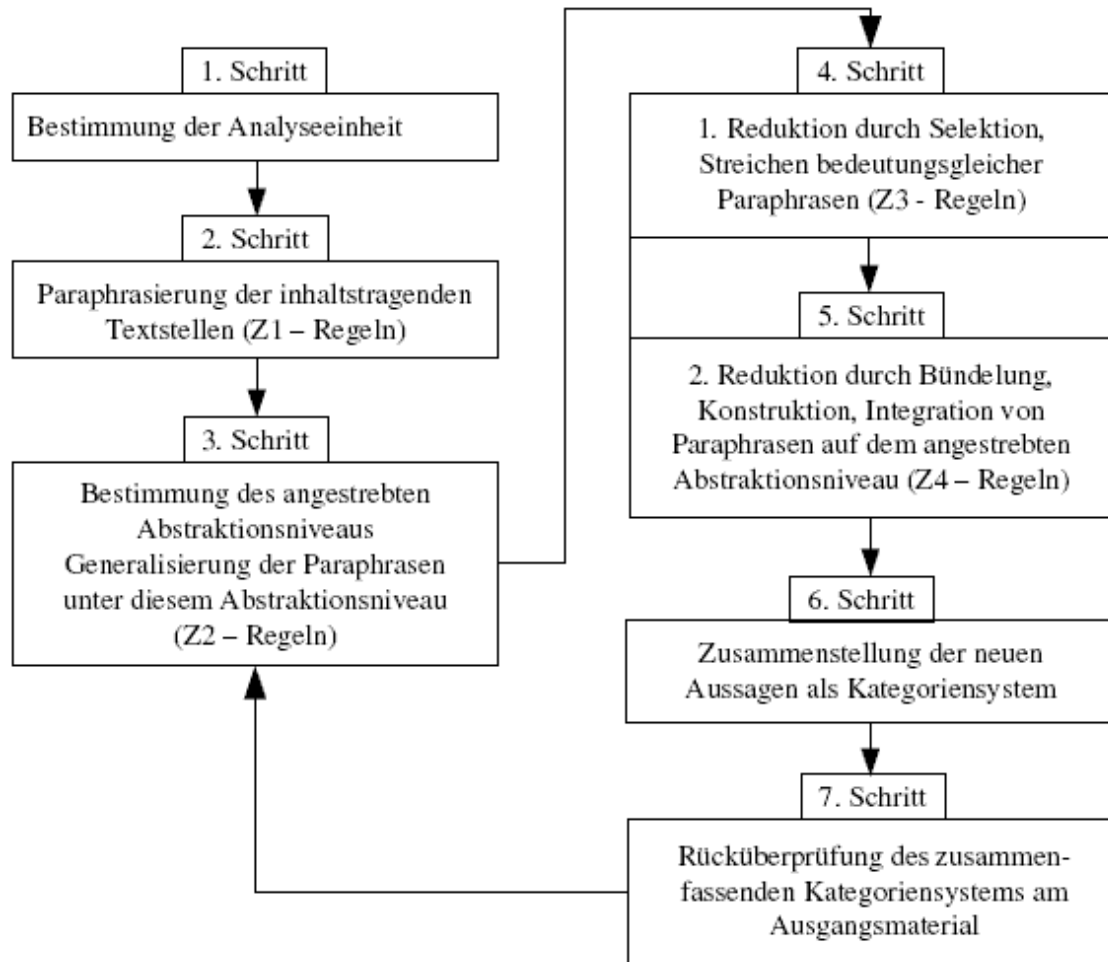 1. Schritt
Bestimmung der Analyseeinheit
2. Schritt
Paraphrasierung der inhaltstragenden
Textstellen (Z1 – Regeln)
3. Schritt
Bestimmung des angestrebten
Abstraktionsniveaus
Generalisierung der Paraphrasen
unter diesem Abstraktionsniveau
(Z2 – Regeln)
4. Schritt
1. Reduktion durch Selektion,
Streichen bedeutungsgleicher
Paraphrasen (Z3 - Regeln)
5. Schritt
2. Reduktion durch Bündelung,
Konstruktion, Integration von
Paraphrasen auf dem angestrebten
Abstraktionsniveau (Z4 – Regeln)
6. Schritt
Zusammenstellung der neuen
Aussagen als Kategoriensystem
7. Schritt
Rücküberprüfung des zusammen-
fassenden Kategoriensystems am
Ausgangsmaterial